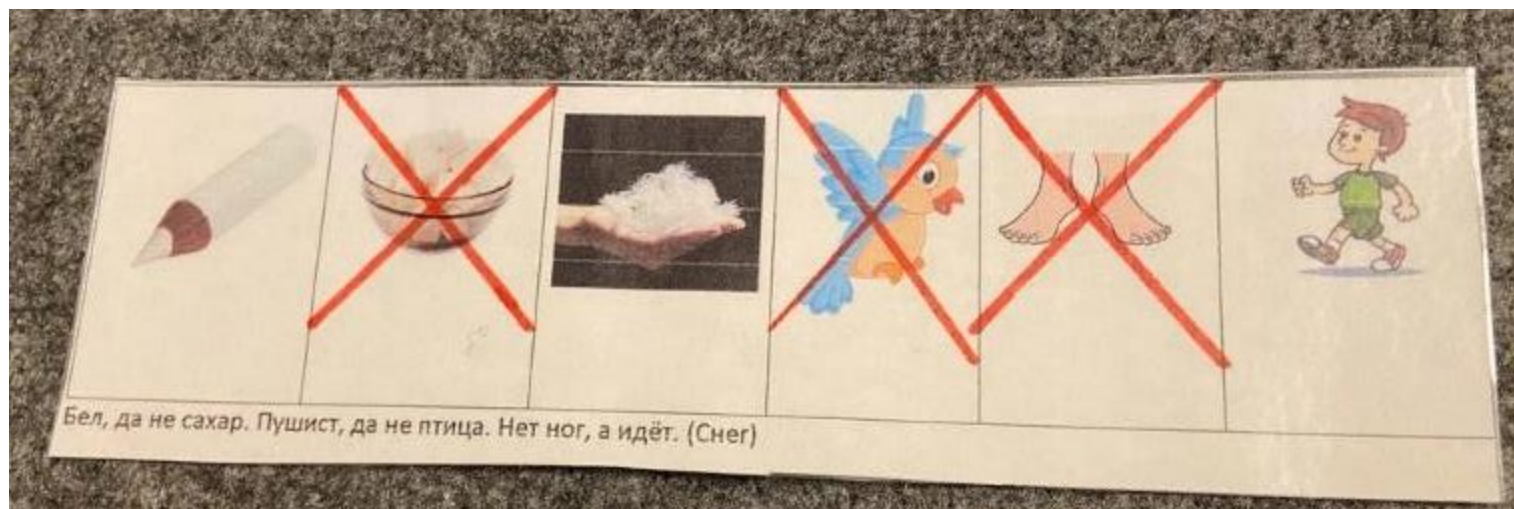 Бел, да не сахар. Пушист, да не птица. Нет ног, а идёт. (Снег)